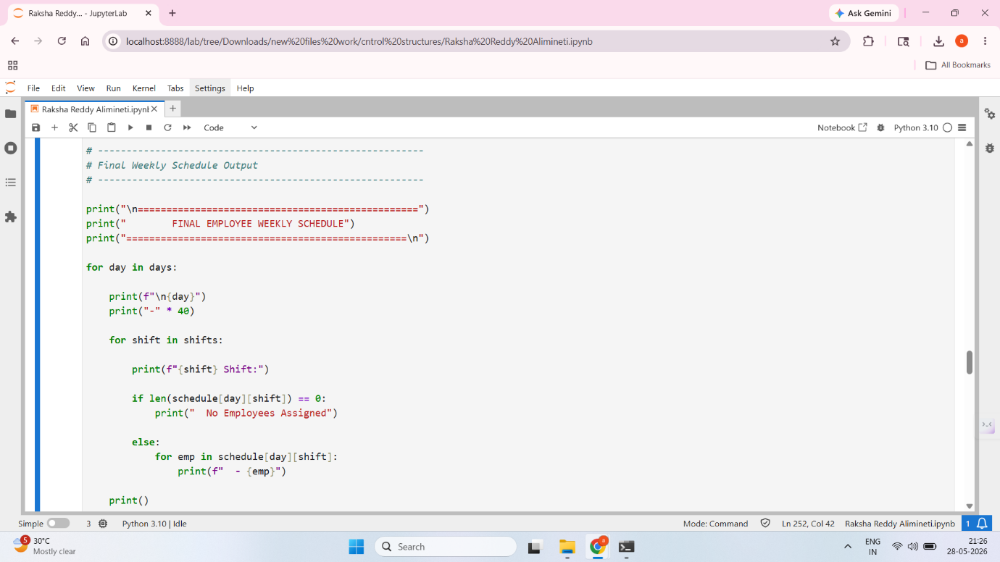 Raksha Reddy... - JupyterLab
Ask Gemini
localhost:8888/lab/tree/Downloads/new%20files%20work/cntrol%20structures/Raksha%20Reddy%20Alimineti.ipynb
a
All Bookmarks
File Edit View Run Kernel Tabs Settings Help
Raksha Reddy Alimineti.ipynb
Code
Notebook
Python 3.10
# ---------------------------------------------------------
# Final Weekly Schedule Output
# ---------------------------------------------------------
print("\n=================================================")
print("        FINAL EMPLOYEE WEEKLY SCHEDULE")
print("=================================================\n")
for day in days:
    print(f"\n{day}")
    print("-" * 40)
    for shift in shifts:
        print(f"{shift} Shift:")
        if len(schedule[day][shift]) == 0:
            print("  No Employees Assigned")
        else:
            for emp in schedule[day][shift]:
                print(f"  - {emp}")
    print()
Simple
3
Python 3.10 | Idle
Mode: Command
Ln 252, Col 42
Raksha Reddy Alimineti.ipynb
1
5
30°C
Mostly clear
Search
a
ENG
IN
21:26
28-05-2026